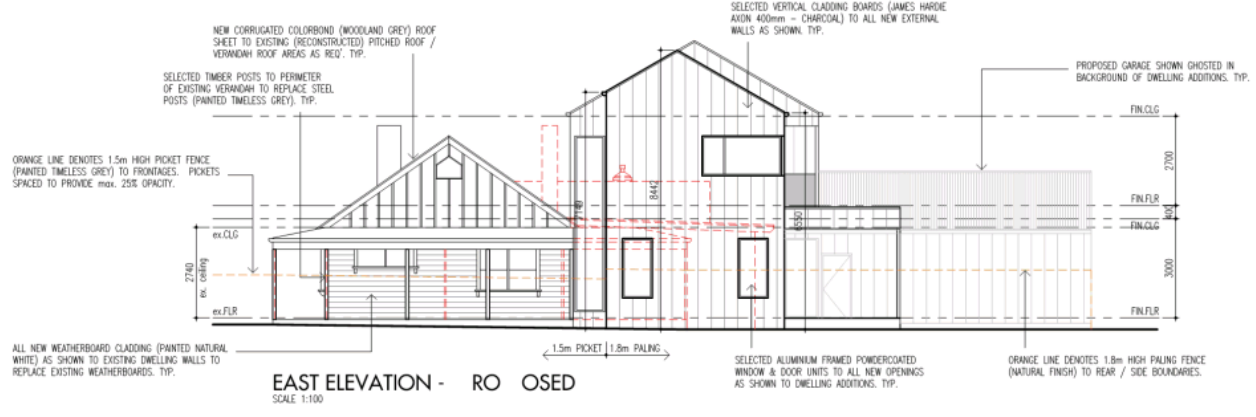 SELECTED VERTICAL CLADDING BOARDS (JAMES HARDIE
AXON 400mm - CHARCOAL) TO ALL NEW EXTERNAL
WALLS AS SHOWN. TYP.
NEW CORRUGATED COLORBOND (WOODLAND GREY) ROOF
SHEET TO EXISTING (RECONSTRUCTED) PITCHED ROOF /
VERANDAH ROOF AREAS AS REQ'. TYP.
SELECTED TIMBER POSTS TO PERIMETER
OF EXISTING VERANDAH TO REPLACE STEEL
POSTS (PAINTED TIMELESS GREY). TYP.
PROPOSED GARAGE SHOWN GHOSTED IN
BACKGROUND OF DWELLING ADDITIONS. TYP.
ORANGE LINE DENOTES 1.5m HIGH PICKET FENCE
(PAINTED TIMELESS GREY) TO FRONTAGES. PICKETS
SPACED TO PROVIDE max. 25% OPACITY.
FIN.CLG
2700
FIN.FLR
400
FIN.CLG
3000
FIN.FLR
7140
8442
6550
ex.CLG
2740
ex. ceiling
ex.FLR
ALL NEW WEATHERBOARD CLADDING (PAINTED NATURAL
WHITE) AS SHOWN TO EXISTING DWELLING WALLS TO
REPLACE EXISTING WEATHERBOARDS. TYP.
1.5m PICKET 1.8m PALING
SELECTED ALUMINIUM FRAMED POWDERCOATED
WINDOW & DOOR UNITS TO ALL NEW OPENINGS
AS SHOWN TO DWELLING ADDITIONS. TYP.
ORANGE LINE DENOTES 1.8m HIGH PALING FENCE
(NATURAL FINISH) TO REAR / SIDE BOUNDARIES.
EAST ELEVATION - RO OSED
SCALE 1:100